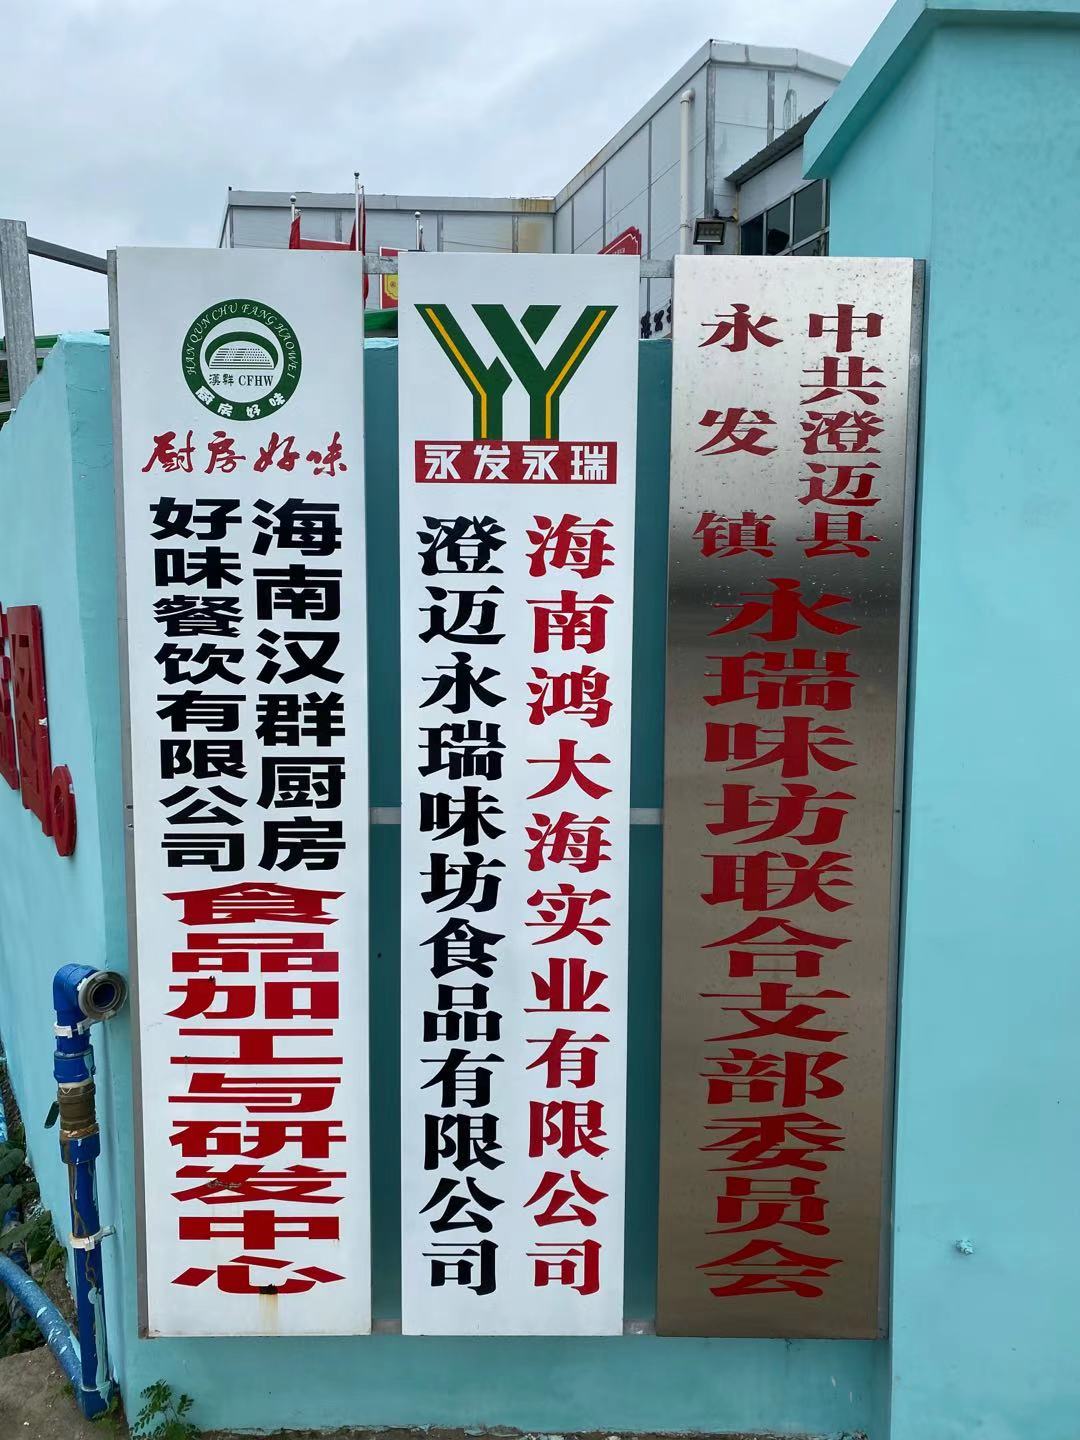 HAN QUN CHU FANG HAO WEI
漢群 CFHW
厨房好味
厨房好味
海南汉群厨房
好味餐饮有限公司
食品加工与研发中心
永发永瑞
海南鸿大海实业有限公司
澄迈永瑞味坊食品有限公司
中共澄迈县
永发镇
永瑞味坊联合支部委员会